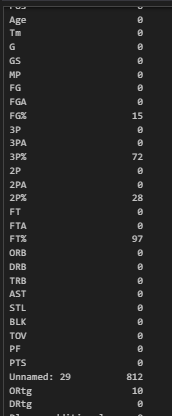 Age 0
Tm 0
G 0
GS 0
MP 0
FG 0
FGA 0
FG% 15
3P 0
3PA 0
3P% 72
2P 0
2PA 0
2P% 28
FT 0
FTA 0
FT% 97
ORB 0
DRB 0
TRB 0
AST 0
STL 0
BLK 0
TOV 0
PF 0
PTS 0
Unnamed: 29 812
ORtg 10
DRtg 0